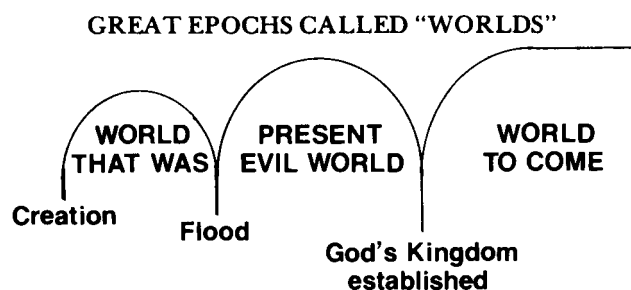 GREAT EPOCHS CALLED “WORLDS”
WORLD
THAT WAS
PRESENT
EVIL WORLD
WORLD
TO COME
Creation
Flood
God's Kingdom
established